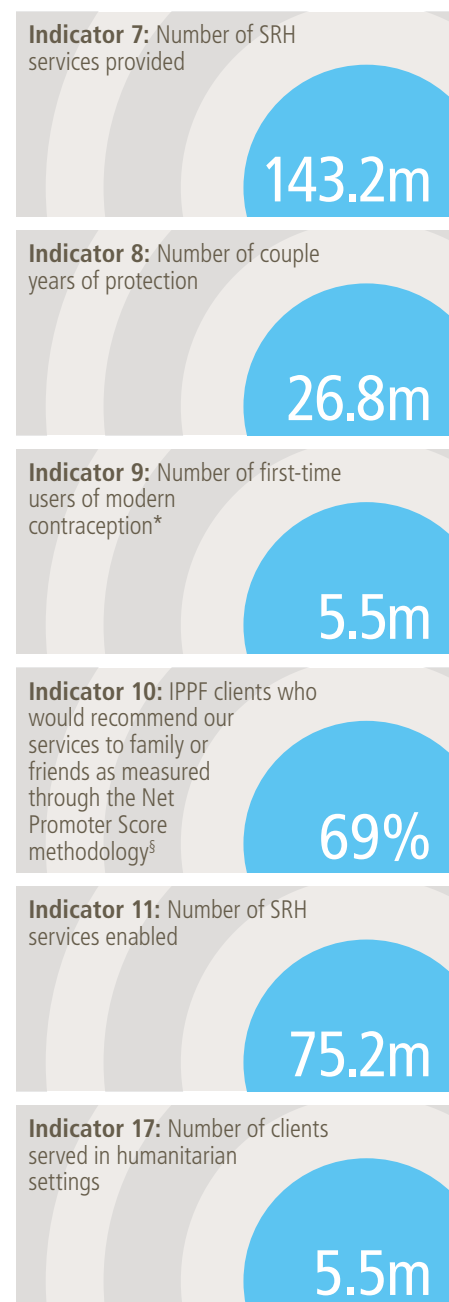 Indicator 7: Number of SRH
services provided
143.2m
Indicator 8: Number of couple
years of protection
26.8m
Indicator 9: Number of first-time
users of modern
contraception*
5.5m
Indicator 10: IPPF clients who
would recommend our
services to family or
friends as measured
through the Net
Promoter Score
methodology§
69%
Indicator 11: Number of SRH
services enabled
75.2m
Indicator 17: Number of clients
served in humanitarian
settings
5.5m